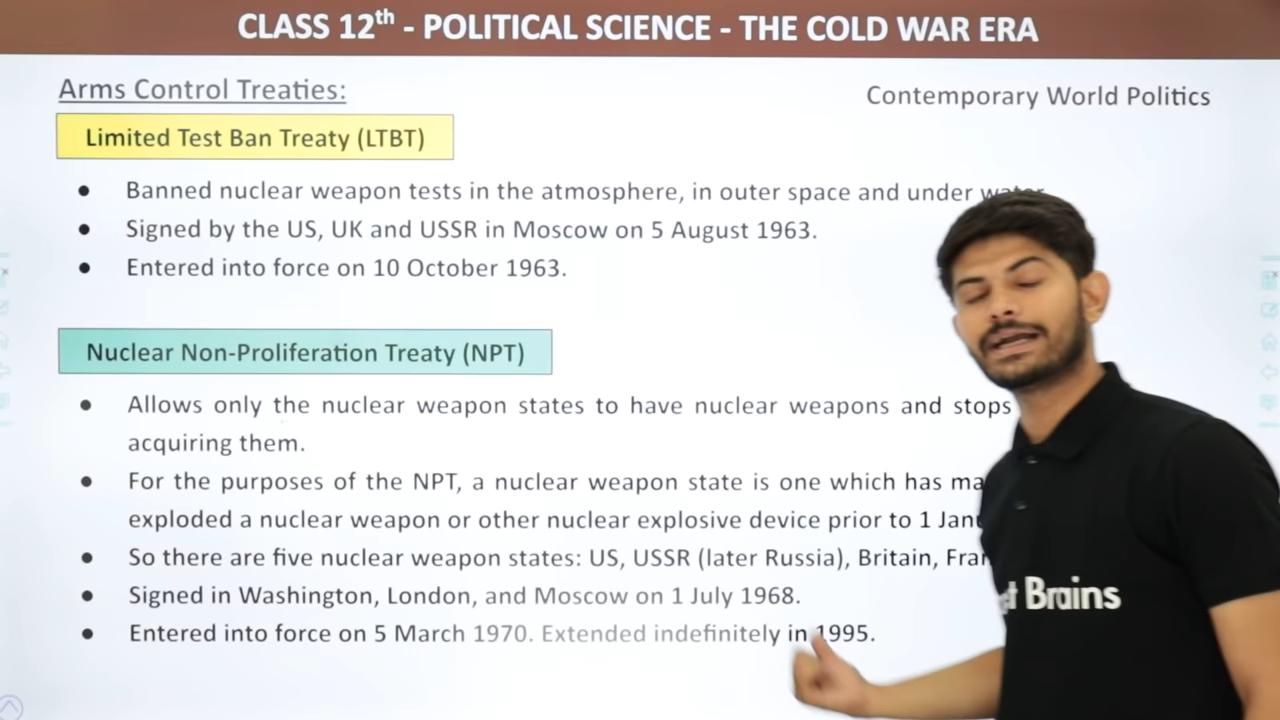 CLASS 12th - POLITICAL SCIENCE - THE COLD WAR ERA
Arms Control Treaties:
Contemporary World Politics
Limited Test Ban Treaty (LTBT)
● Banned nuclear weapon tests in the atmosphere, in outer space and under water.
● Signed by the US, UK and USSR in Moscow on 5 August 1963.
● Entered into force on 10 October 1963.
Nuclear Non-Proliferation Treaty (NPT)
● Allows only the nuclear weapon states to have nuclear weapons and stops
acquiring them.
● For the purposes of the NPT, a nuclear weapon state is one which has
exploded a nuclear weapon or other nuclear explosive device prior to 1
● So there are five nuclear weapon states: US, USSR (later Russia), Britain,
● Signed in Washington, London, and Moscow on 1 July 1968.
● Entered into force on 5 March 1970. Extended indefinitely in 1995.
Brains